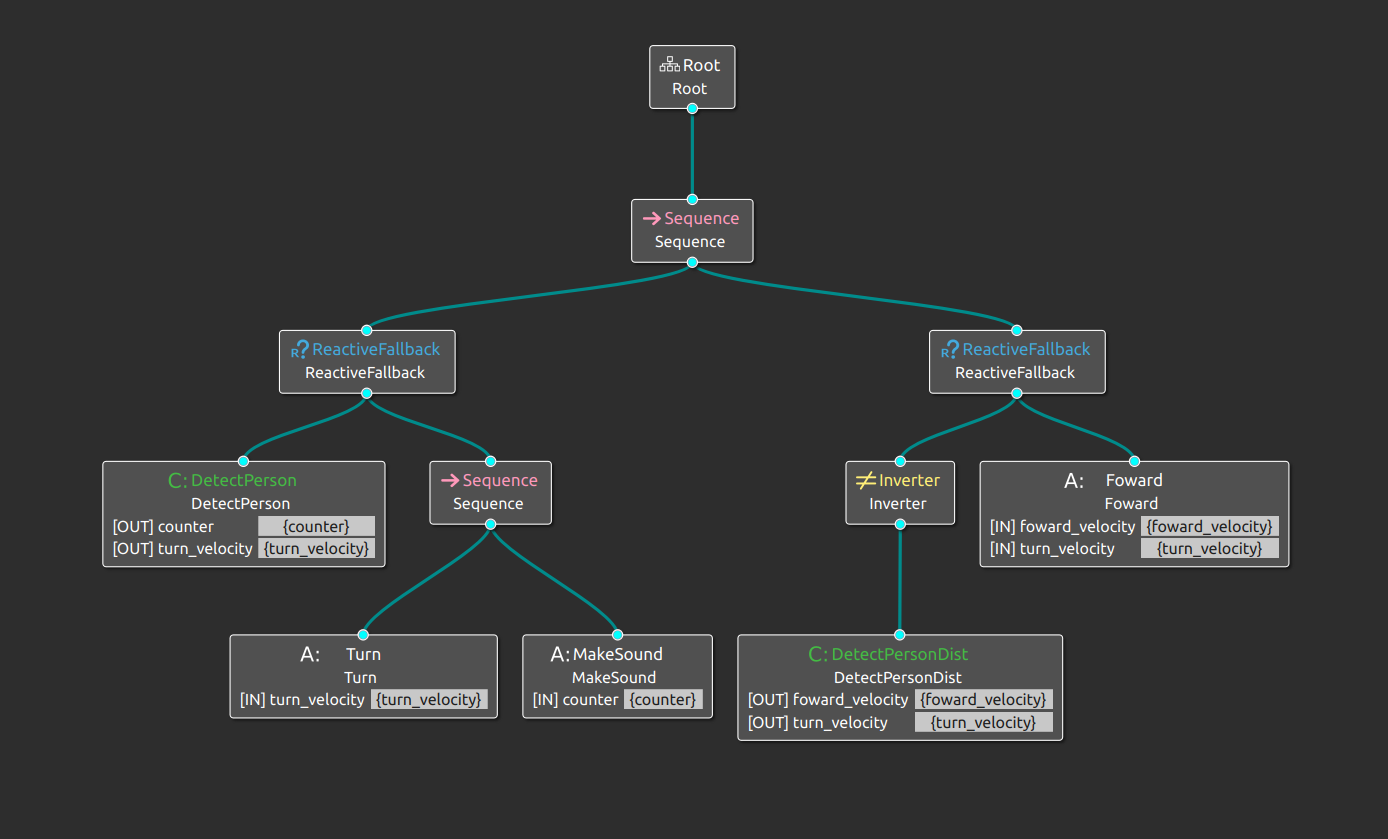 Root
Root
Sequence
Sequence
R?ReactiveFallback
ReactiveFallback
R?ReactiveFallback
ReactiveFallback
C: DetectPerson
DetectPerson
[OUT] counter {counter}
[OUT] turn_velocity {turn_velocity}
Sequence
Sequence
Inverter
Inverter
A: Foward
Foward
[IN] foward_velocity {foward_velocity}
[IN] turn_velocity {turn_velocity}
A: Turn
Turn
[IN] turn_velocity {turn_velocity}
A: MakeSound
MakeSound
[IN] counter {counter}
C: DetectPersonDist
DetectPersonDist
[OUT] foward_velocity {foward_velocity}
[OUT] turn_velocity {turn_velocity}